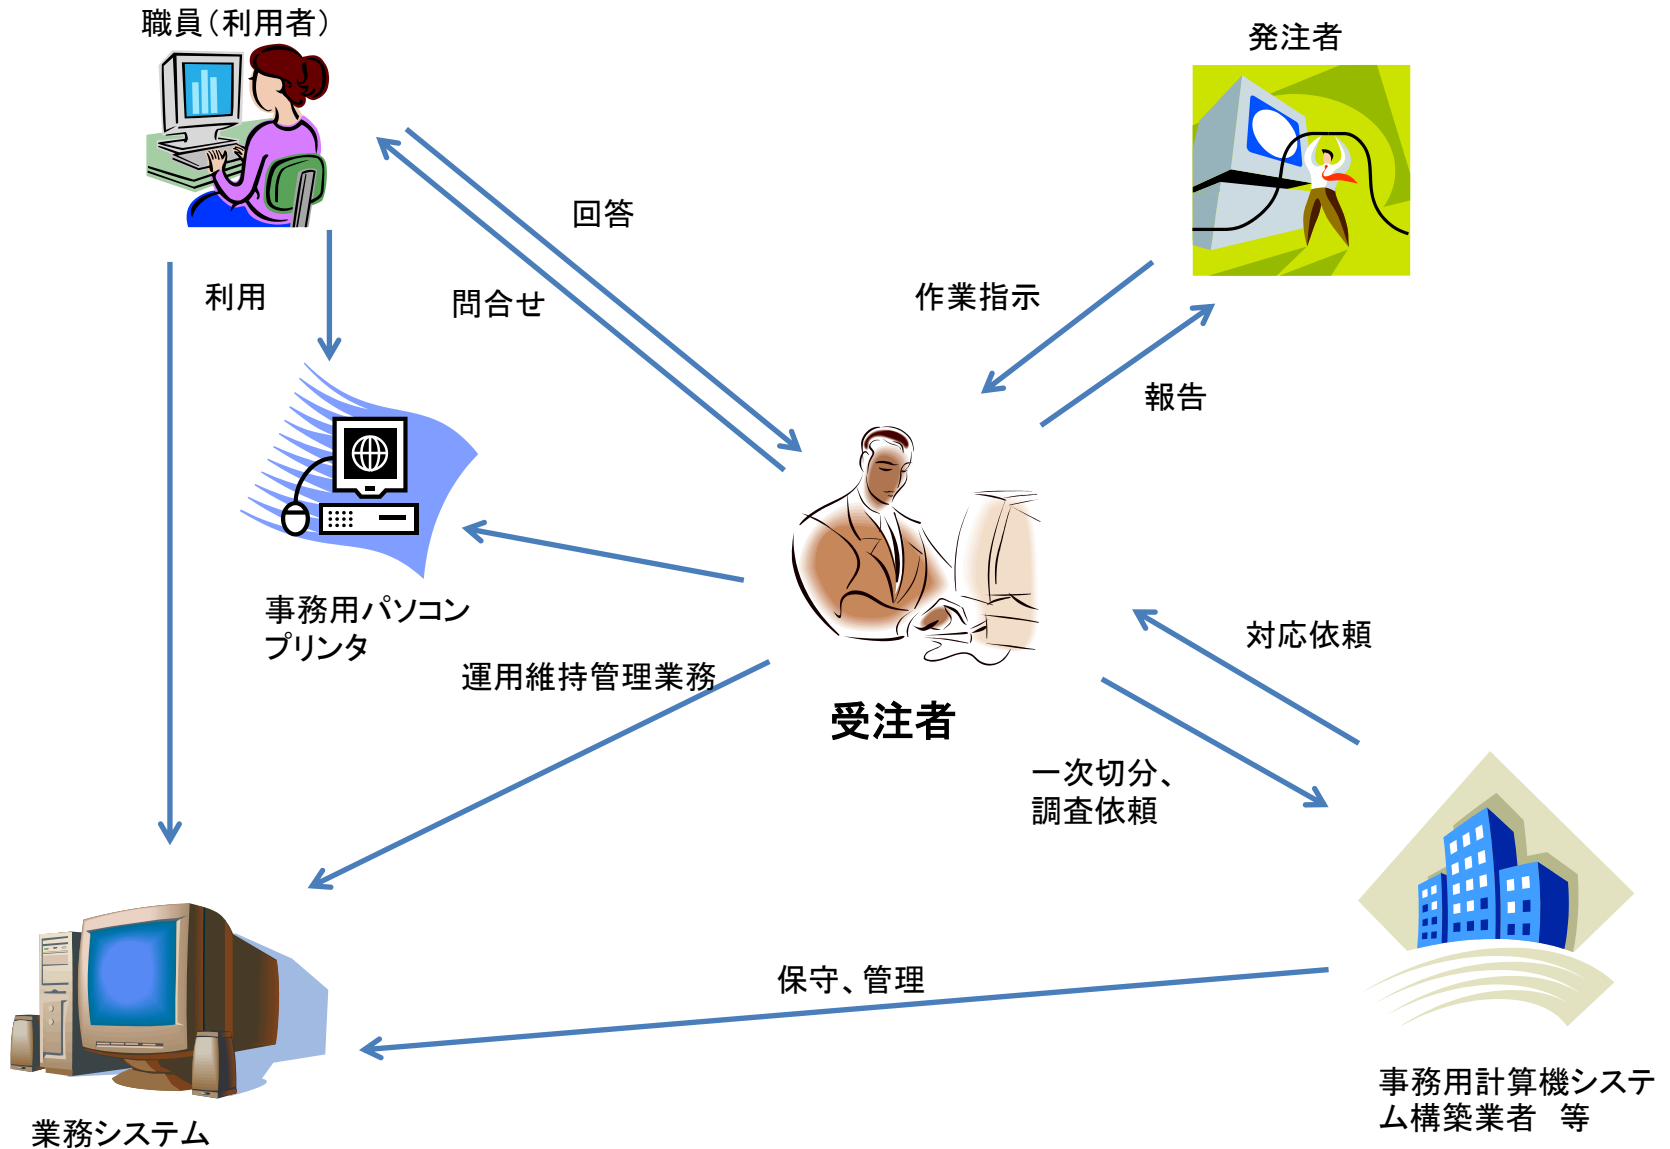 職員（利用者）
発注者
回答
利用
問合せ
作業指示
報告
事務用パソコン
プリンタ
対応依頼
運用維持管理業務
受注者
一次切分、
調査依頼
保守、管理
事務用計算機システ
ム構築業者　等
業務システム